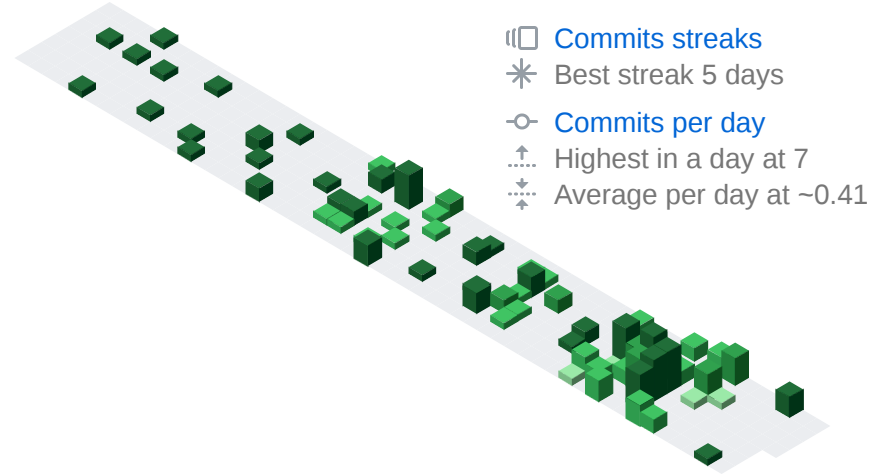 Commits streaks
Best streak 5 days
Commits per day
Highest in a day at 7
Average per day at ~0.41